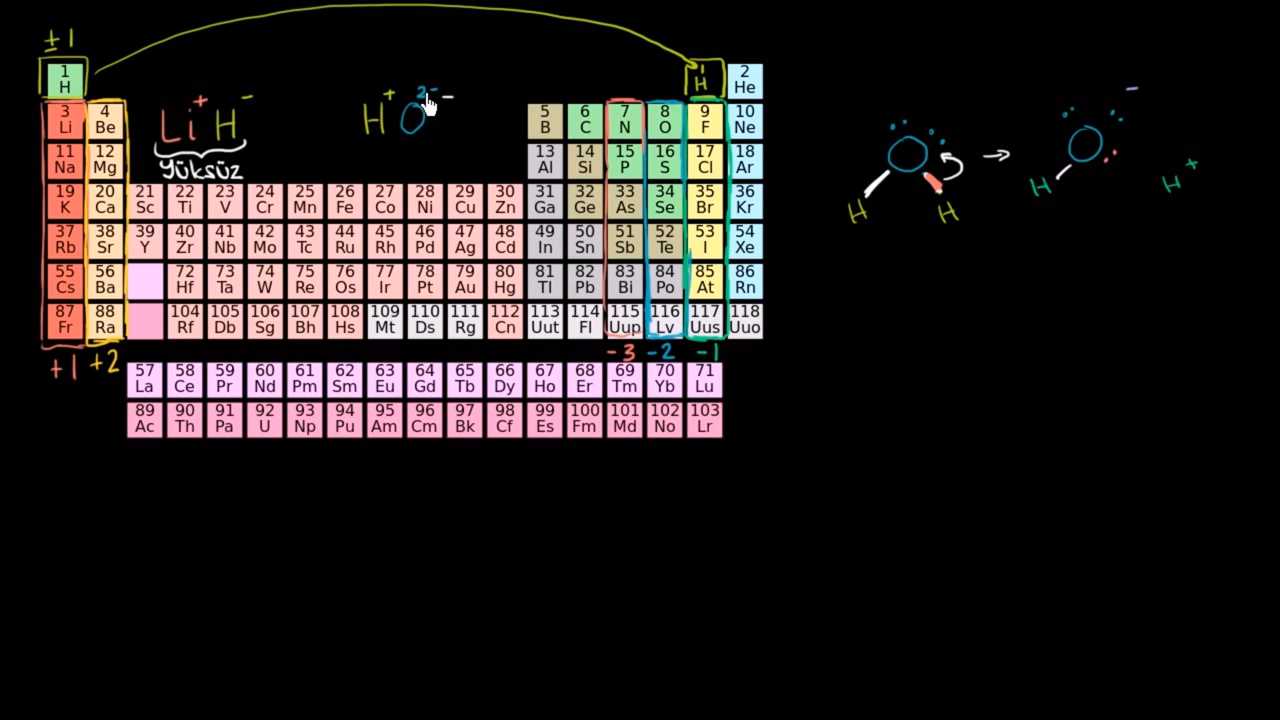 ± 1
1 H 1 H 2 He
3 Li 4 Be Li + H - H + O 2- - 5 B 6 C 7 N 8 O 9 F 10 Ne
yüksüz
11 Na 12 Mg 13 Al 14 Si 15 P 16 S 17 Cl 18 Ar
19 K 20 Ca 21 Sc 22 Ti 23 V 24 Cr 25 Mn 26 Fe 27 Co 28 Ni 29 Cu 30 Zn 31 Ga 32 Ge 33 As 34 Se 35 Br 36 Kr
37 Rb 38 Sr 39 Y 40 Zr 41 Nb 42 Mo 43 Tc 44 Ru 45 Rh 46 Pd 47 Ag 48 Cd 49 In 50 Sn 51 Sb 52 Te 53 I 54 Xe
55 Cs 56 Ba 72 Hf 73 Ta 74 W 75 Re 76 Os 77 Ir 78 Pt 79 Au 80 Hg 81 Tl 82 Pb 83 Bi 84 Po 85 At 86 Rn
87 Fr 88 Ra 104 Rf 105 Db 106 Sg 107 Bh 108 Hs 109 Mt 110 Ds 111 Rg 112 Cn 113 Uut 114 Fl 115 Uup 116 Lv 117 Uus 118 Uuo
+1 +2 -3 -2 -1
57 La 58 Ce 59 Pr 60 Nd 61 Pm 62 Sm 63 Eu 64 Gd 65 Tb 66 Dy 67 Ho 68 Er 69 Tm 70 Yb 71 Lu
89 Ac 90 Th 91 Pa 92 U 93 Np 94 Pu 95 Am 96 Cm 97 Bk 98 Cf 99 Es 100 Fm 101 Md 102 No 103 Lr
O → O -
H H H H +